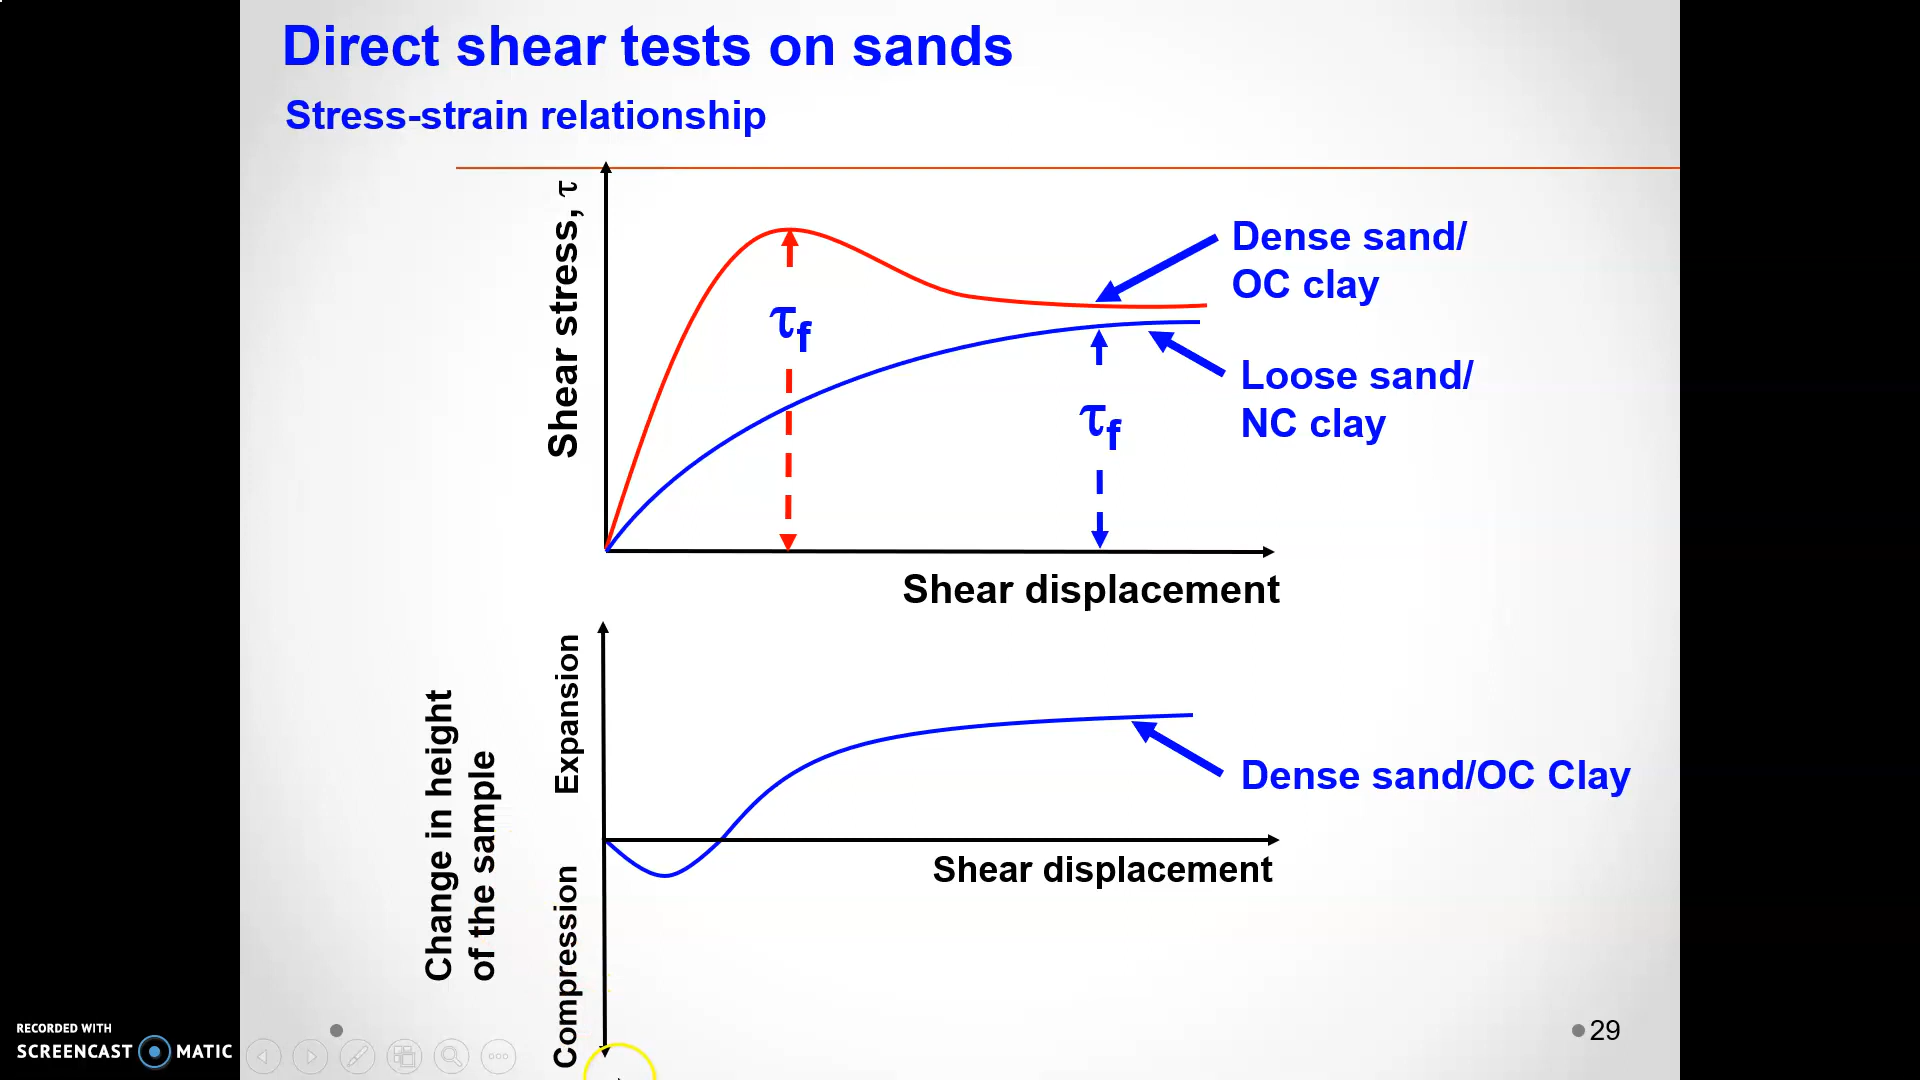 Direct shear tests on sands
Stress-strain relationship
Shear stress, τ
Dense sand/
OC clay
τf
Loose sand/
NC clay
τf
Shear displacement
Change in height
of the sample
Expansion
Compression
Dense sand/OC Clay
Shear displacement
RECORDED WITH
SCREENCAST MATIC
29